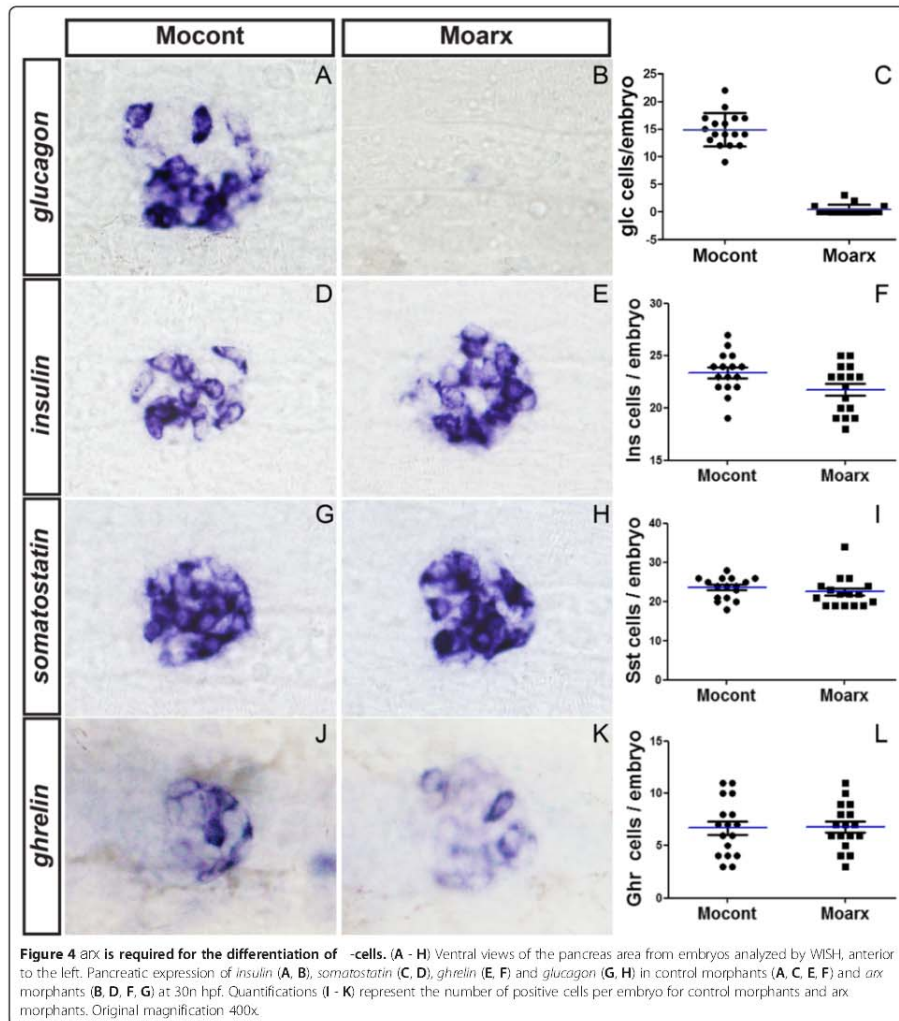 Mocont Moarx
glucagon
A B C
glc cells/embryo
25
20
15
10
5
0
-5
Mocont Moarx
insulin
D E F
Ins cells / embryo
30
25
20
15
Mocont Moarx
somatostatin
G H I
Sst cells / embryo
40
30
20
10
0
Mocont Moarx
ghrelin
J K L
Ghr cells / embryo
15
10
5
0
Mocont Moarx
Figure 4 arx is required for the differentiation of -cells. (A - H) Ventral views of the pancreas area from embryos analyzed by WISH, anterior
to the left. Pancreatic expression of insulin (A, B), somatostatin (C, D), ghrelin (E, F) and glucagon (G, H) in control morphants (A, C, E, F) and arx
morphants (B, D, F, G) at 30n hpf. Quantifications (I - K) represent the number of positive cells per embryo for control morphants and arx
morphants. Original magnification 400x.